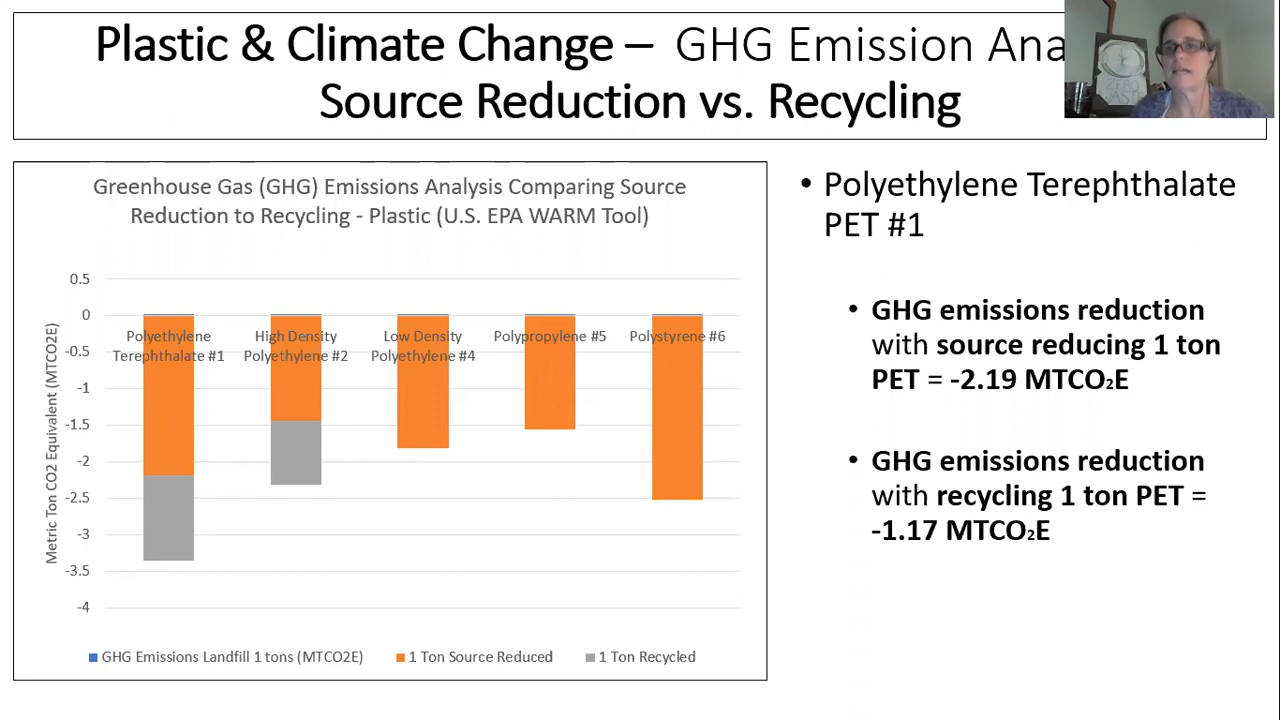 Plastic & Climate Change – GHG Emission Ana
Source Reduction vs. Recycling
Greenhouse Gas (GHG) Emissions Analysis Comparing Source
Reduction to Recycling - Plastic (U.S. EPA WARM Tool)
Metric Ton CO2 Equivalent (MTCO2E)
0.5
0
-0.5
-1
-1.5
-2
-2.5
-3
-3.5
-4
Polyethylene
Terephthalate #1
High Density
Polyethylene #2
Low Density
Polyethylene #4
Polypropylene #5
Polystyrene #6
GHG Emissions Landfill 1 tons (MTCO2E)
1 Ton Source Reduced
1 Ton Recycled
• Polyethylene Terephthalate
PET #1
• GHG emissions reduction
with source reducing 1 ton
PET = -2.19 MTCO₂E
• GHG emissions reduction
with recycling 1 ton PET =
-1.17 MTCO₂E